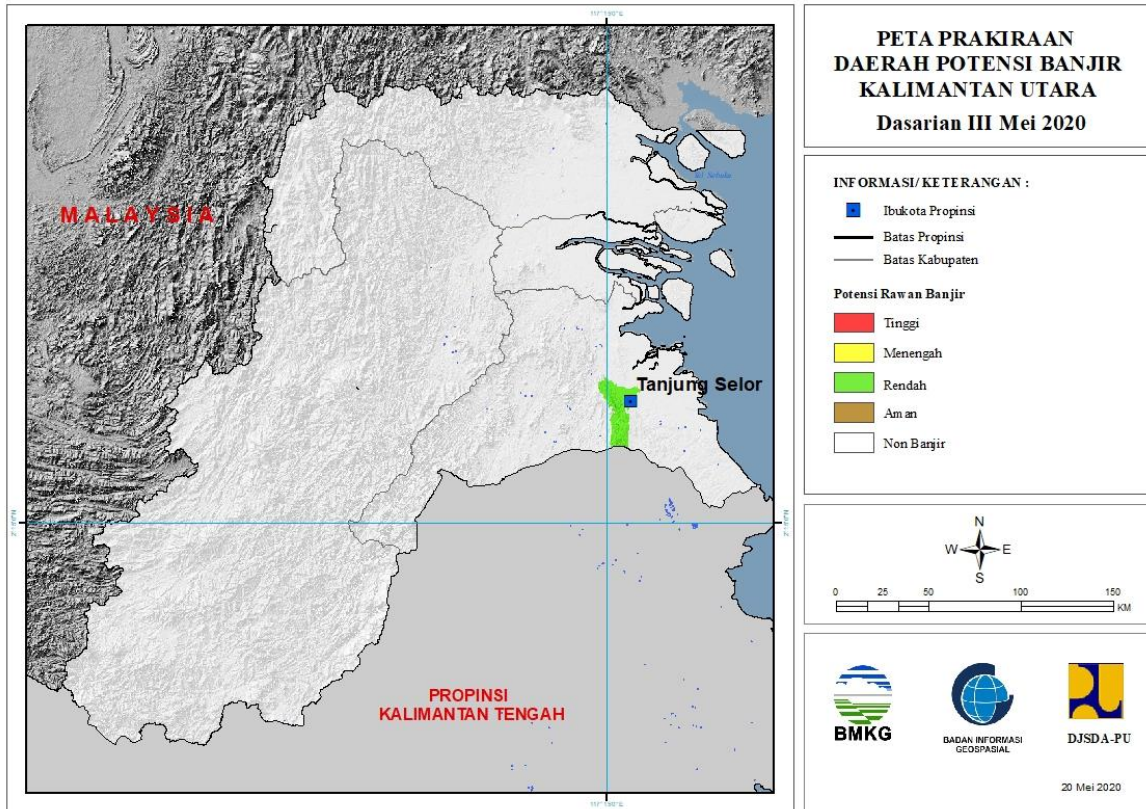 PETA PRAKIRAAN
DAERAH POTENSI BANJIR
KALIMANTAN UTARA
Dasarian III Mei 2020
INFORMASI/ KETERANGAN :
Ibukota Propinsi
Batas Propinsi
Batas Kabupaten
Potensi Rawan Banjir
Tinggi
Menengah
Rendah
Aman
Non Banjir
N
W E
S
0 25 50 100 150
KM
BMKG
BADAN INFORMASI
GEOSPASIAL
DJSDA-PU
20 Mei 2020
MALAYSIA
Tanjung Selor
PROPINSI
KALIMANTAN TENGAH